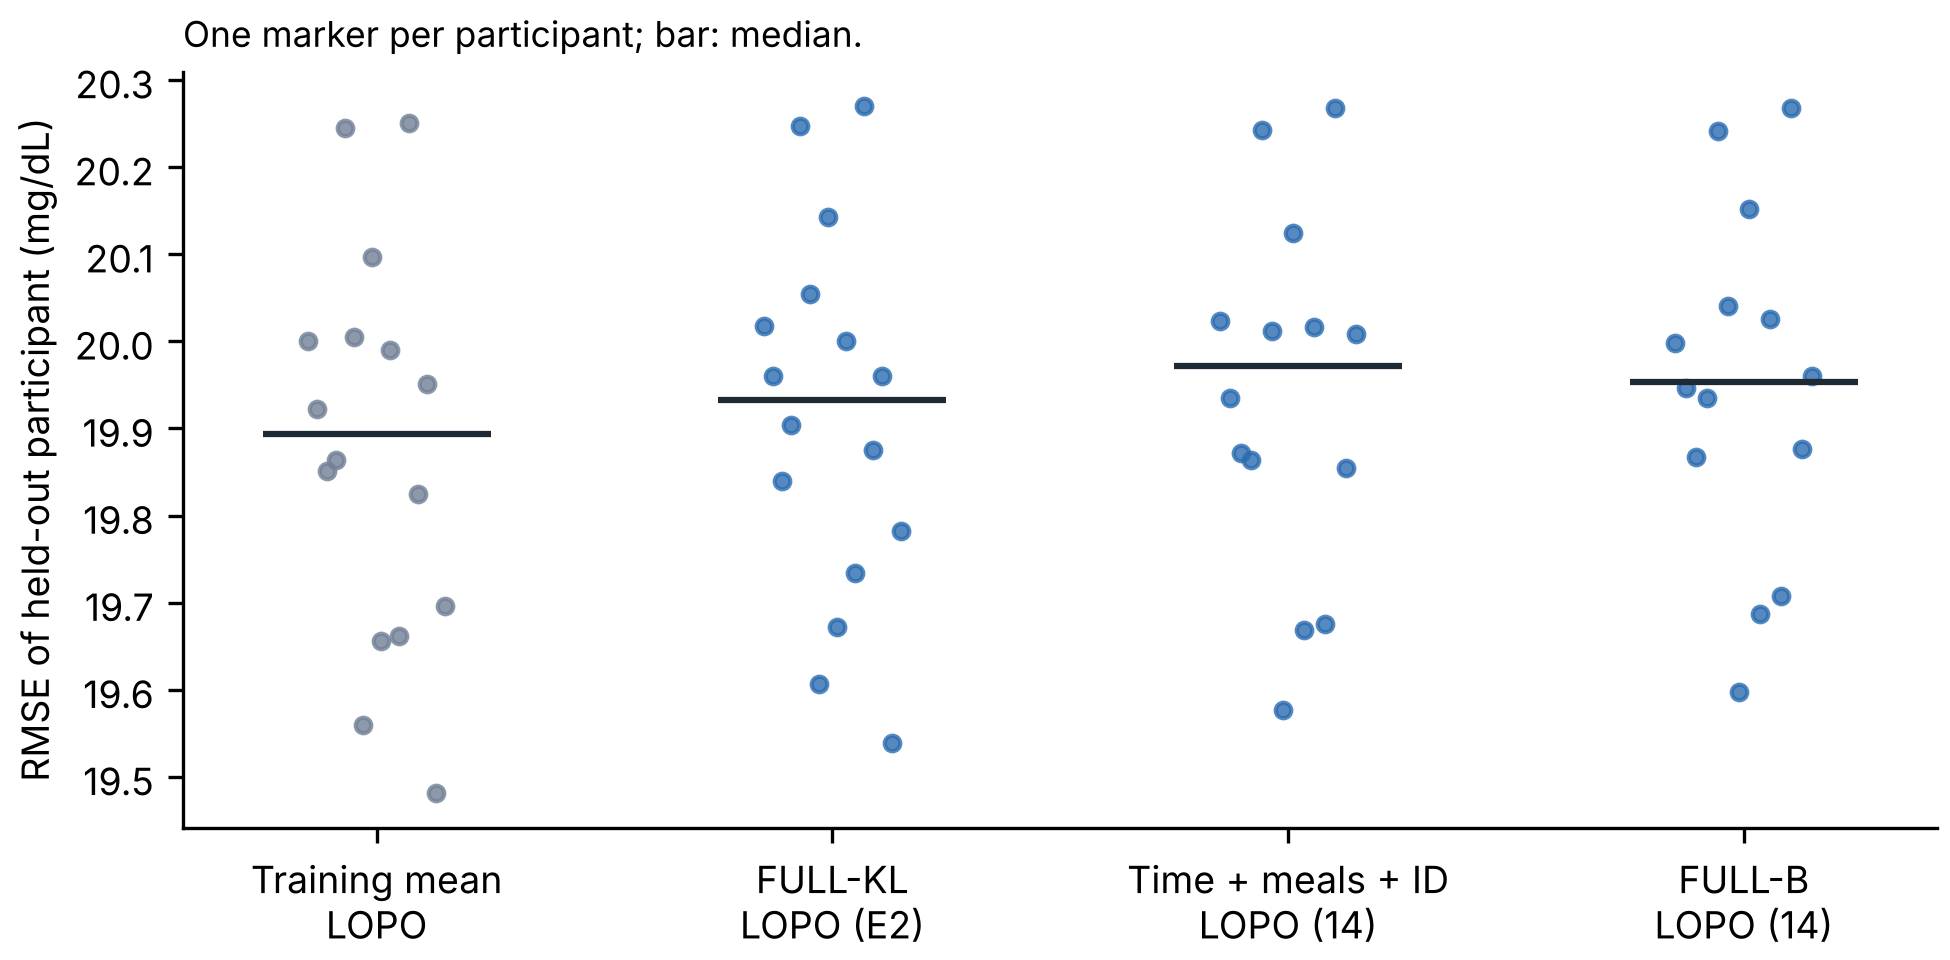 One marker per participant; bar: median.
RMSE of held-out participant (mg/dL)
20.3
20.2
20.1
20.0
19.9
19.8
19.7
19.6
19.5
Training mean
LOPO
FULL-KL
LOPO (E2)
Time + meals + ID
LOPO (14)
FULL-B
LOPO (14)